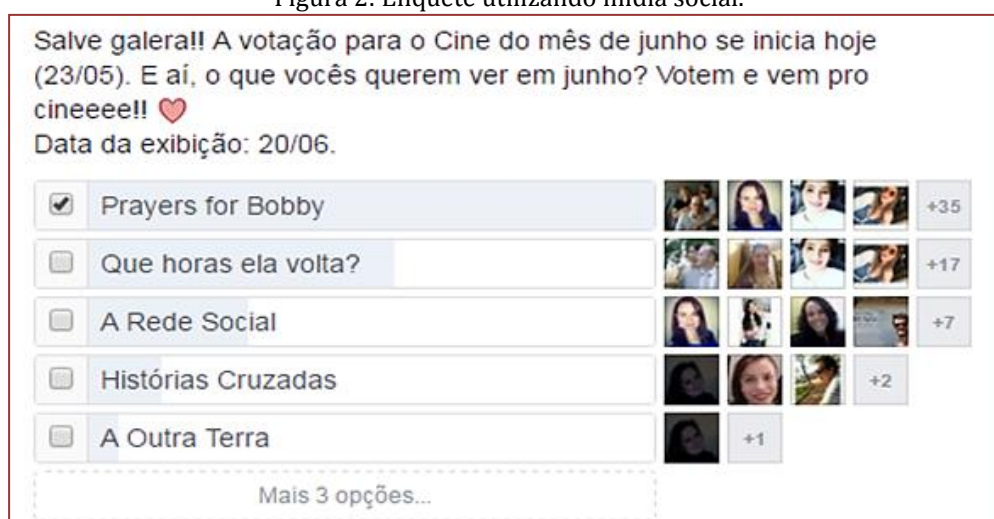 Figura 2: Enquete utilizando mídia social.
Salve galera!! A votação para o Cine do mês de junho se inicia hoje
(23/05). E aí, o que vocês querem ver em junho? Votem e vem pro
cineeee!!
Data da exibição: 20/06.
Prayers for Bobby +35
Que horas ela volta? +17
A Rede Social +7
Histórias Cruzadas +2
A Outra Terra +1
Mais 3 opções...